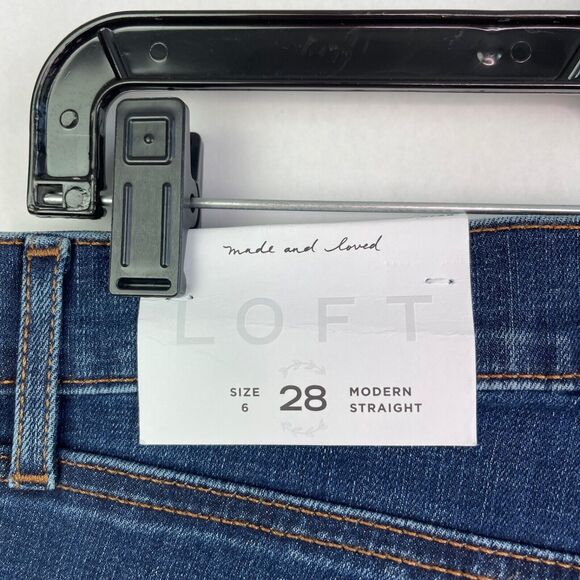 made and loved
LOFT
SIZE 28 MODERN
6 STRAIGHT